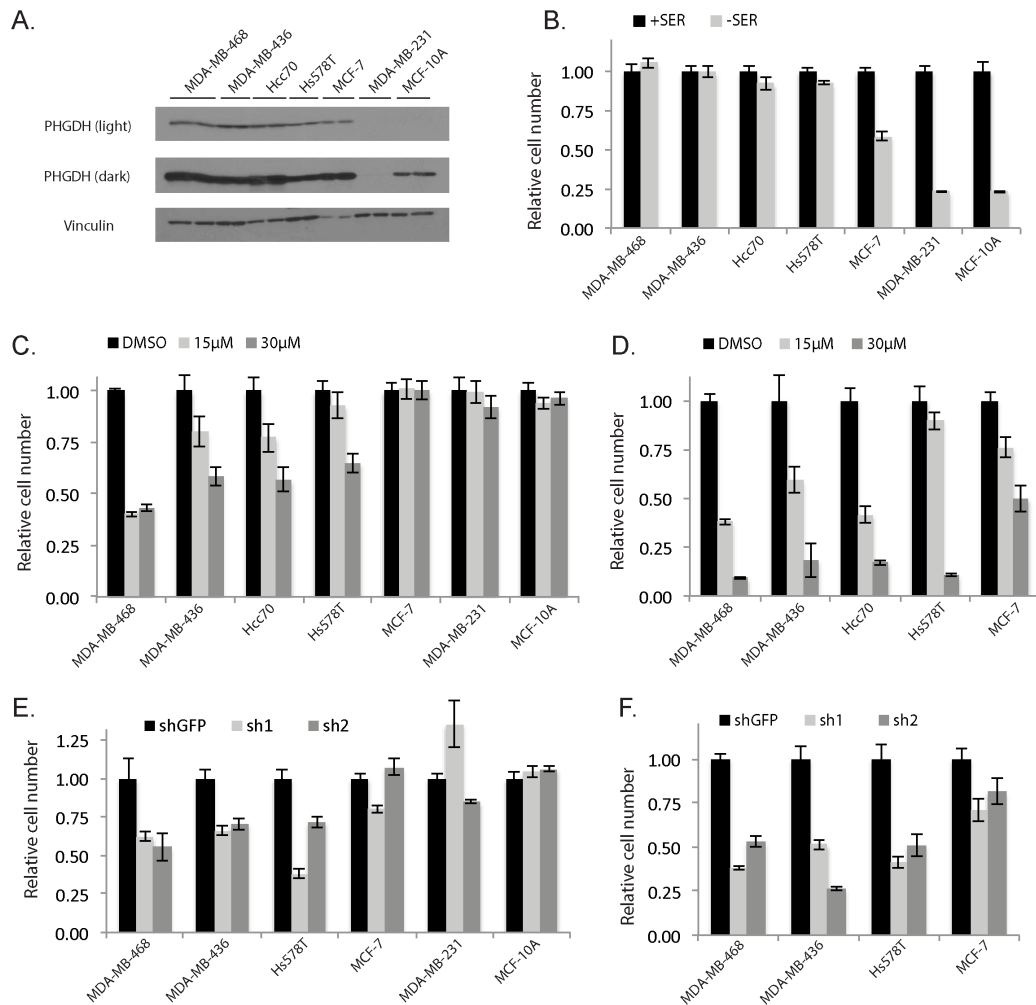 A.
MDA-MB-468
MDA-MB-436
Hcc70
Hs578T
MCF-7
MDA-MB-231
MCF-10A
PHGDH (light)
PHGDH (dark)
Vinculin
B.
+SER -SER
Relative cell number
1.00
0.75
0.50
0.25
0.00
MDA-MB-468
MDA-MB-436
Hcc70
Hs578T
MCF-7
MDA-MB-231
MCF-10A
C.
DMSO 15μM 30μM
Relative cell number
1.00
0.75
0.50
0.25
0.00
MDA-MB-468
MDA-MB-436
Hcc70
Hs578T
MCF-7
MDA-MB-231
MCF-10A
D.
DMSO 15μM 30μM
Relative cell number
1.00
0.75
0.50
0.25
0.00
MDA-MB-468
MDA-MB-436
Hcc70
Hs578T
MCF-7
E.
shGFP sh1 sh2
Relative cell number
1.25
1.00
0.75
0.50
0.25
0.00
MDA-MB-468
MDA-MB-436
Hs578T
MCF-7
MDA-MB-231
MCF-10A
F.
shGFP sh1 sh2
Relative cell number
1.00
0.75
0.50
0.25
0.00
MDA-MB-468
MDA-MB-436
Hs578T
MCF-7